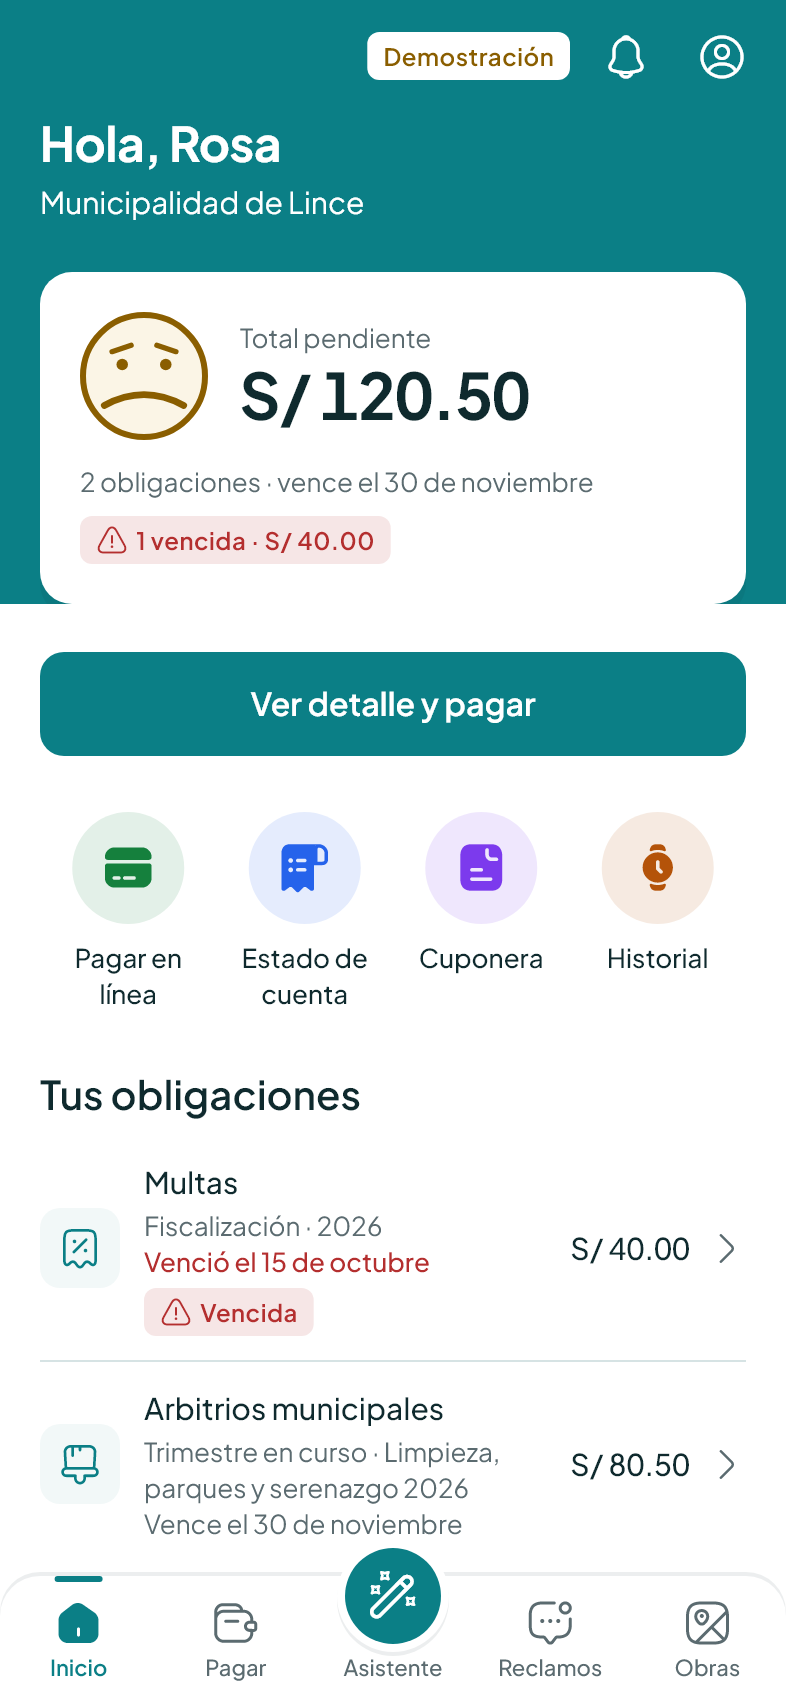 Demostración
Hola, Rosa
Municipalidad de Lince
Total pendiente
S/ 120.50
2 obligaciones · vence el 30 de noviembre
1 vencida · S/ 40.00
Ver detalle y pagar
Pagar en
línea
Estado de
cuenta
Cuponera
Historial
Tus obligaciones
Multas
Fiscalización · 2026
Venció el 15 de octubre
Vencida
S/ 40.00
Arbitrios municipales
Trimestre en curso · Limpieza,
parques y serenazgo 2026
Vence el 30 de noviembre
S/ 80.50
Inicio
Pagar
Asistente
Reclamos
Obras